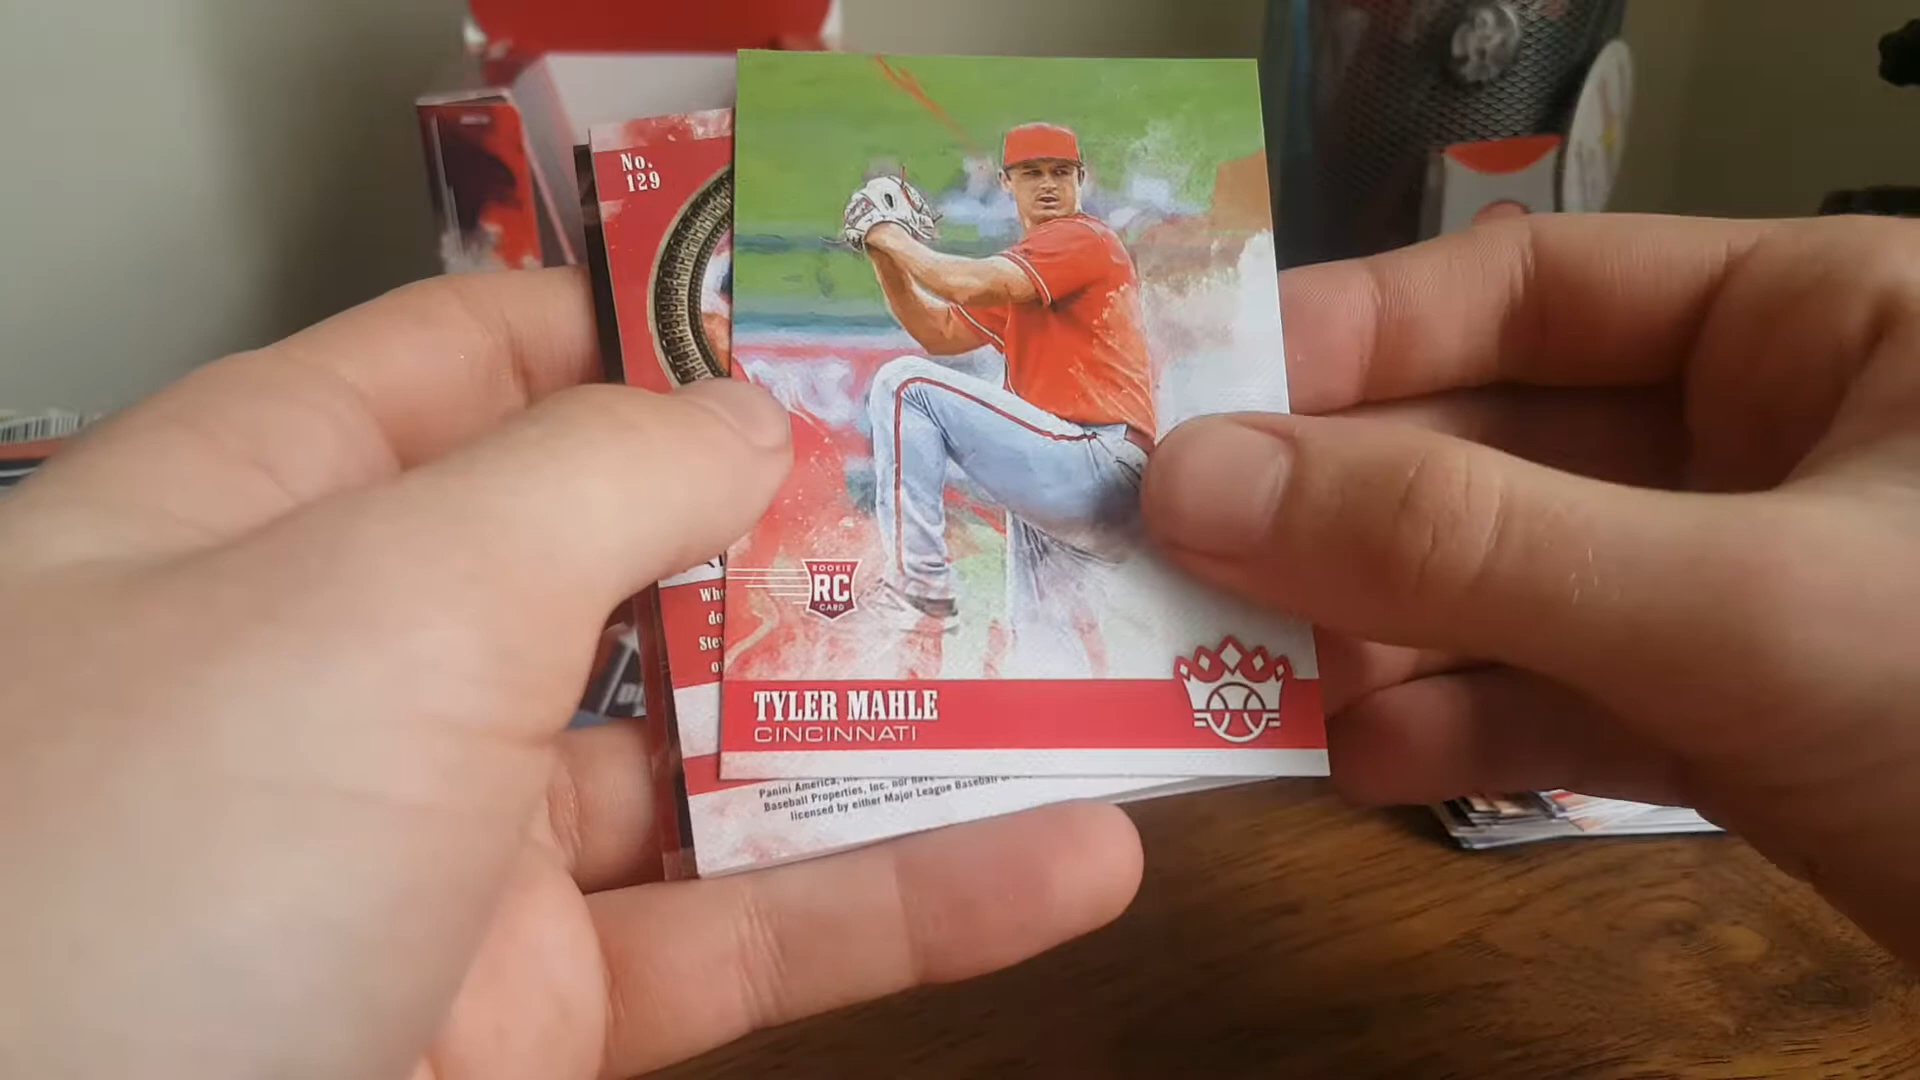 No.
129
ROOKIE
RC
CARD
TYLER MAHLE
CINCINNATI
Panini America,
Baseball Properties, Inc. nor have
licensed by either Major League Baseball